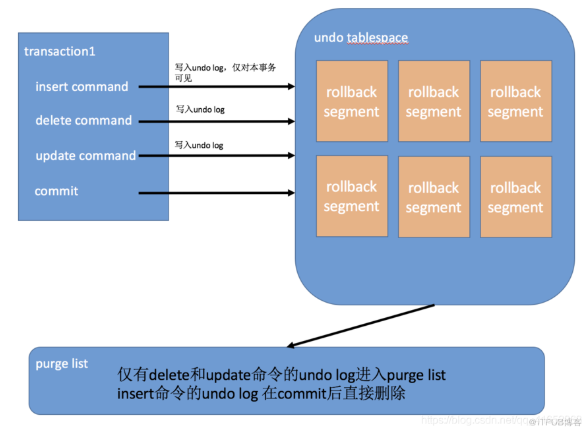 transaction1
insert command
delete command
update command
commit
写入undo log，仅对本事务
可见
写入undo log
写入undo log
undo tablespace
rollback
segment
rollback
segment
rollback
segment
rollback
segment
rollback
segment
rollback
segment
purge list
仅有delete和update命令的undo log进入purge list
insert命令的undo log 在commit后直接删除
@ITPUB博客